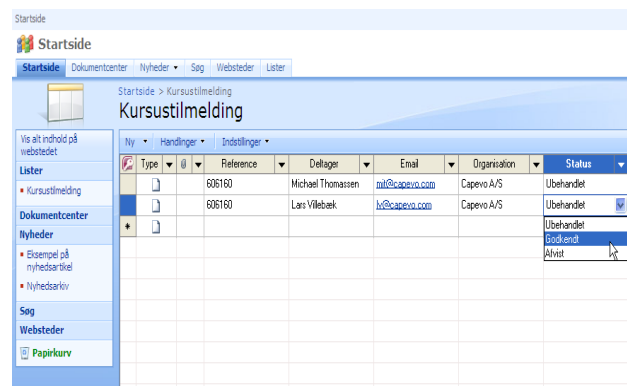 Startside
Startside
Startside Dokumentcenter Nyheder Søg Websteder Lister
Startside > Kursustilmelding
Kursustilmelding
Vis alt indhold på
webstedet
Lister
Kursustilmelding
Dokumentcenter
Nyheder
Eksempel på
nyhedsartikel
Nyhedsarkiv
Søg
Websteder
Papirkurv
Ny Handlinger Indstillinger
Type Reference Deltager Email Organisation Status
606160 Michael Thomassen mit@capevo.com Capevo A/S Ubehandlet
606160 Lars Villebæk lv@capevo.com Capevo A/S Ubehandlet
Ubehandlet
Godkendt
Afvist